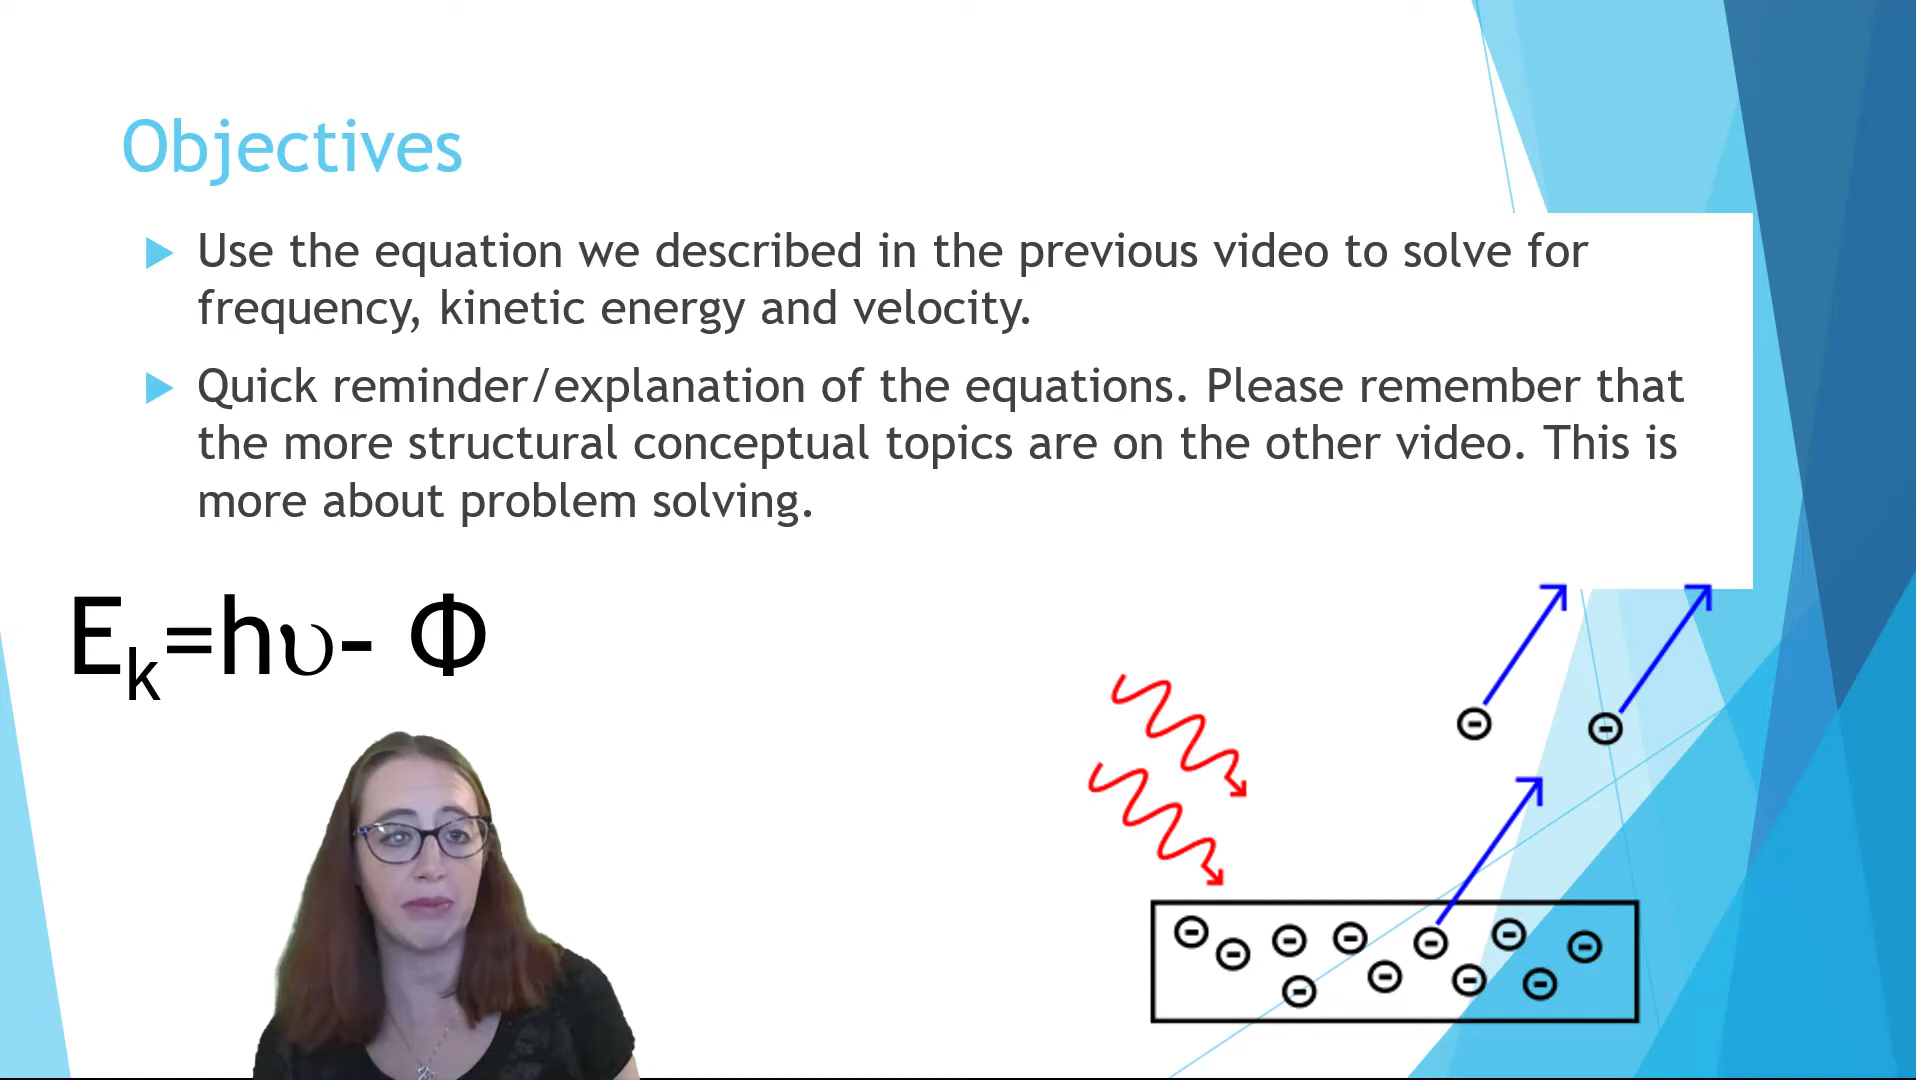 Objectives
Use the equation we described in the previous video to solve for
frequency, kinetic energy and velocity.
Quick reminder/explanation of the equations. Please remember that
the more structural conceptual topics are on the other video. This is
more about problem solving.
Eₖ=hυ- Φ